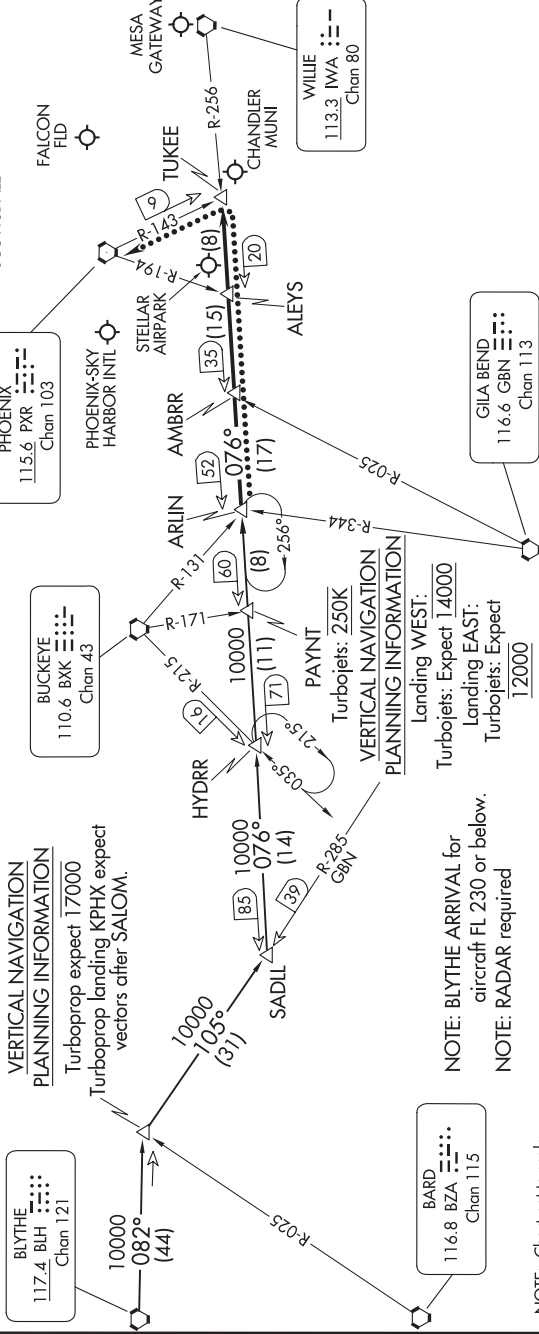 VERTICAL NAVIGATION
PLANNING INFORMATION
Turboprop expect 17000
Turboprop landing KPHX expect
vectors after SALOM.
BLYTHE
117.4 BLH
Chan 121
10000
082°
(44)
10000
105°
(31)
SADLL
R-025
BARD
116.8 BZA
Chan 115
NOTE: BLYTHE ARRIVAL for
aircraft FL 230 or below.
NOTE: RADAR required
85
39
R-285
GBN
10000
076°
(14)
HYDRR
16
71
035°
215°
BUCKEYE
110.6 BXK
Chan 43
R-215
R-171
R-131
10000
(11)
60
(8)
256°
PAYNT
Turbojets: 250K
VERTICAL NAVIGATION
PLANNING INFORMATION
Landing WEST:
Turbojets: Expect 14000
Landing EAST:
Turbojets: Expect
12000
ARLIN
52
076°
(17)
R-344
R-025
GILA BEND
116.6 GBN
Chan 113
AMBRR
35
(15)
ALEYS
20
(8)
PHOENIX
115.6 PXR
Chan 103
PHOENIX-SKY
HARBOR INTL
STELLAR
AIRPARK
R-194
R-143
9
TUKEE
FALCON
FLD
CHANDLER
MUNI
R-256
MESA
GATEWAY
WILLIE
113.3 IWA
Chan 80